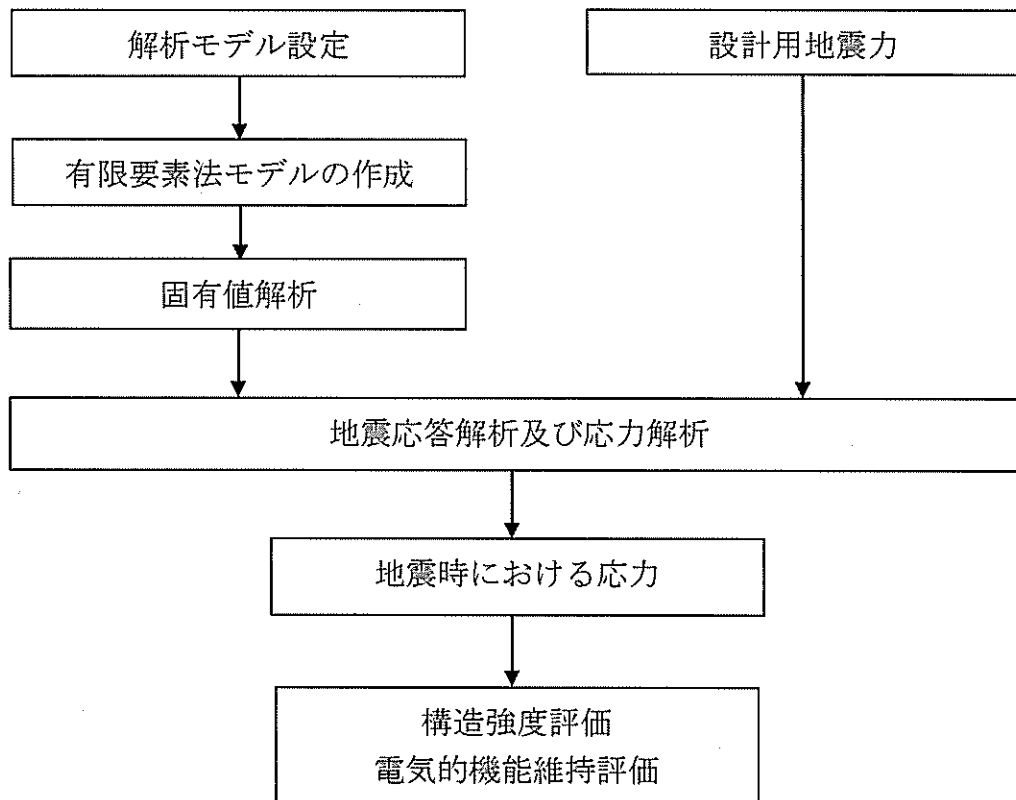 解析モデル設定
設計用地震力
有限要素法モデルの作成
固有値解析
地震応答解析及び応力解析
地震時における応力
構造強度評価
電気的機能維持評価